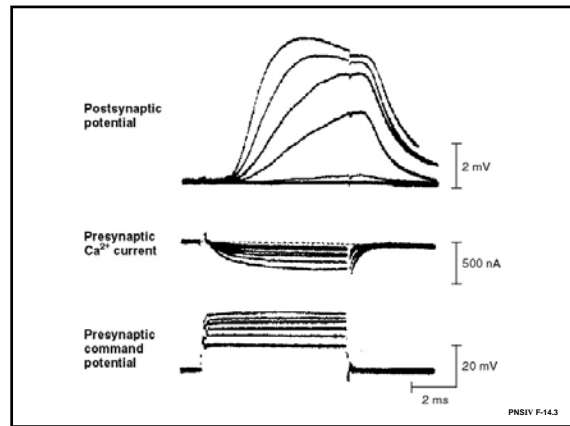 Postsynaptic
potential
2 mV
Presynaptic
Ca²⁺ current
500 nA
Presynaptic
command
potential
20 mV
2 ms
PNSIV F-14.3